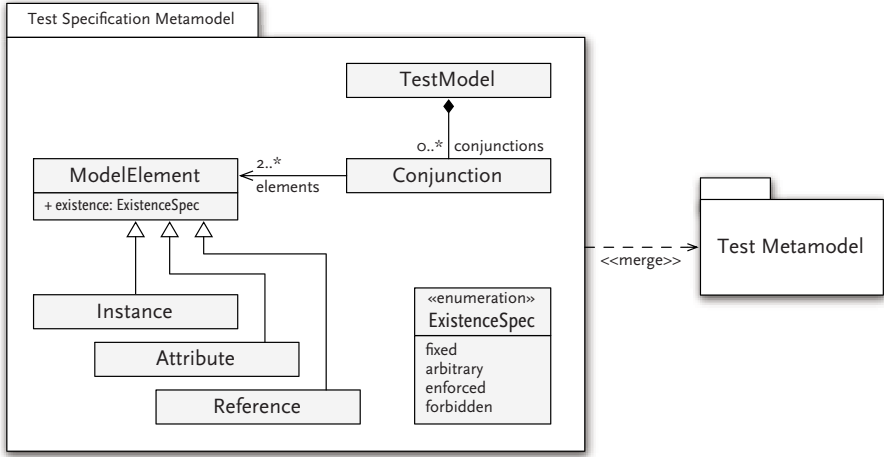 Test Specification Metamodel
TestModel
0..* conjunctions
2..*
elements
ModelElement
+ existence: ExistenceSpec
Conjunction
Test Metamodel
<<merge>>
Instance
Attribute
Reference
«enumeration»
ExistenceSpec
fixed
arbitrary
enforced
forbidden